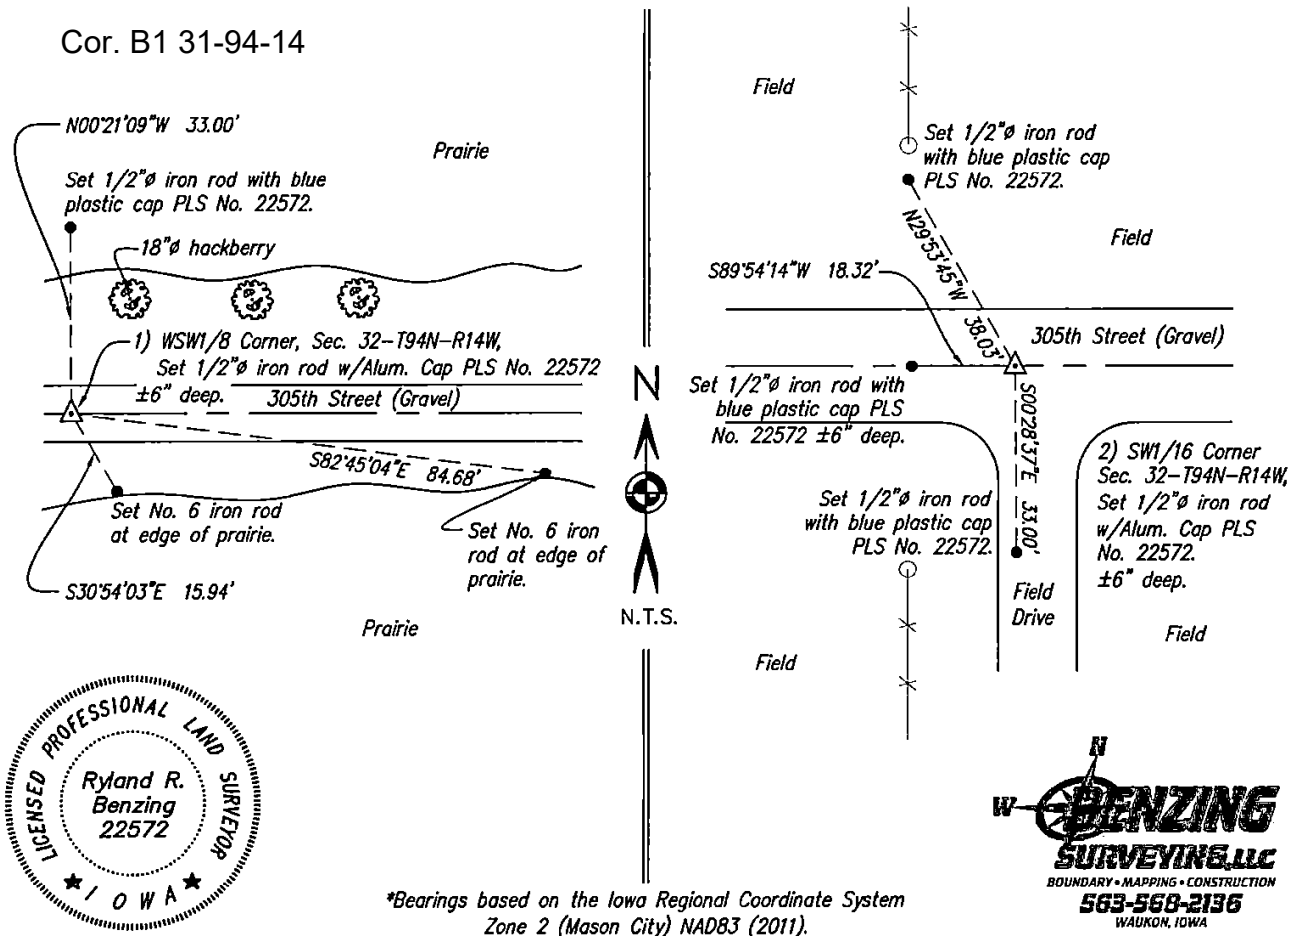 Cor. B1 31-94-14
N00°21'09"W 33.00'
Prairie
Set 1/2"ø iron rod with blue
plastic cap PLS No. 22572.
18"ø hackberry
1) WSW1/8 Corner, Sec. 32-T94N-R14W,
Set 1/2"ø iron rod w/Alum. Cap PLS No. 22572
±6" deep.
305th Street (Gravel)
S82°45'04"E 84.68'
Set No. 6 iron rod
at edge of prairie.
Set No. 6 iron
rod at edge of
prairie.
S30°54'03"E 15.94'
Prairie
N
N.T.S.
Field
Set 1/2"ø iron rod
with blue plastic cap
PLS No. 22572.
Field
N29°53'45"W 38.03'
S89°54'14"W 18.32'
305th Street (Gravel)
Set 1/2"ø iron rod with
blue plastic cap PLS
No. 22572 ±6" deep.
S00°28'37"E 33.00'
2) SW1/16 Corner
Sec. 32-T94N-R14W,
Set 1/2"ø iron rod
w/Alum. Cap PLS
No. 22572.
±6" deep.
Set 1/2"ø iron rod
with blue plastic cap
PLS No. 22572.
Field
Drive
Field
Field
LICENSED PROFESSIONAL LAND SURVEYOR
Ryland R.
Benzing
22572
★ IOWA ★
*Bearings based on the Iowa Regional Coordinate System
Zone 2 (Mason City) NAD83 (2011).
N
W
BENZING
SURVEYING, LLC
BOUNDARY • MAPPING • CONSTRUCTION
563-568-2136
WAUKON, IOWA